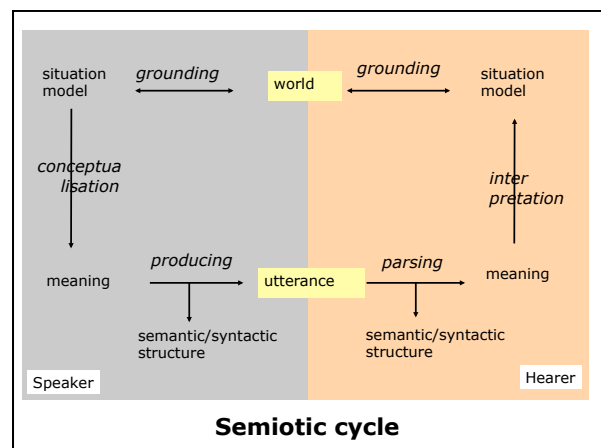 situation
model
grounding
world
grounding
situation
model
conceptua
lisation
inter
pretation
meaning
producing
utterance
parsing
meaning
semantic/syntactic
structure
semantic/syntactic
structure
Speaker
Hearer
Semiotic cycle